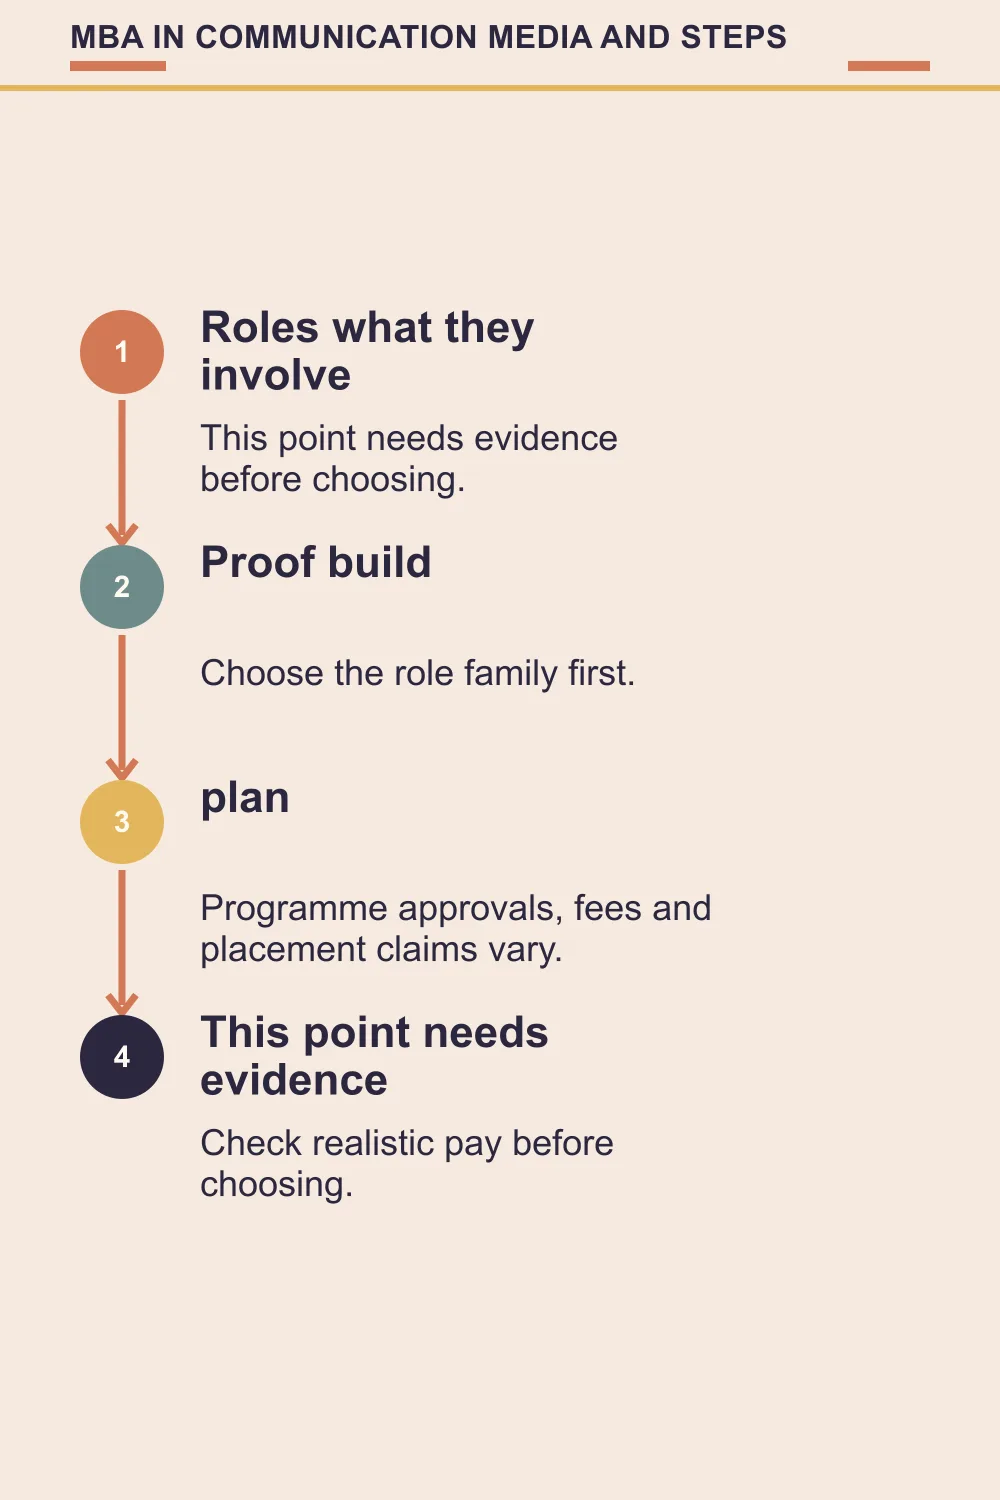 MBA IN COMMUNICATION MEDIA AND STEPS
1
Roles what they
involve
This point needs evidence
before choosing.
2
Proof build
Choose the role family first.
3
plan
Programme approvals, fees and
placement claims vary.
4
This point needs
evidence
Check realistic pay before
choosing.